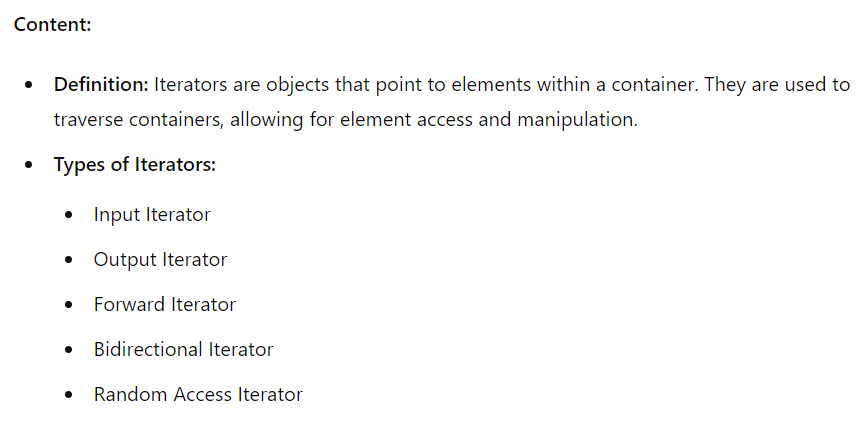 Content:
Definition: Iterators are objects that point to elements within a container. They are used to
traverse containers, allowing for element access and manipulation.
Types of Iterators:
Input Iterator
Output Iterator
Forward Iterator
Bidirectional Iterator
Random Access Iterator